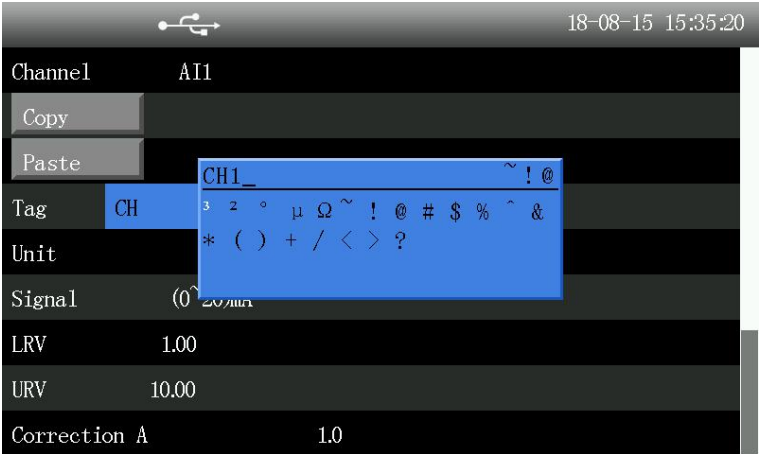 18-08-15 15:35:20
Channel AI1
Copy
Paste
CH1_ ~ ! @
Tag CH
³ ² ° μ Ω ~ ! @ # $ % ^ &
* ( ) + / < > ?
Unit
Signal (0~20)mA
LRV 1.00
URV 10.00
Correction A 1.0